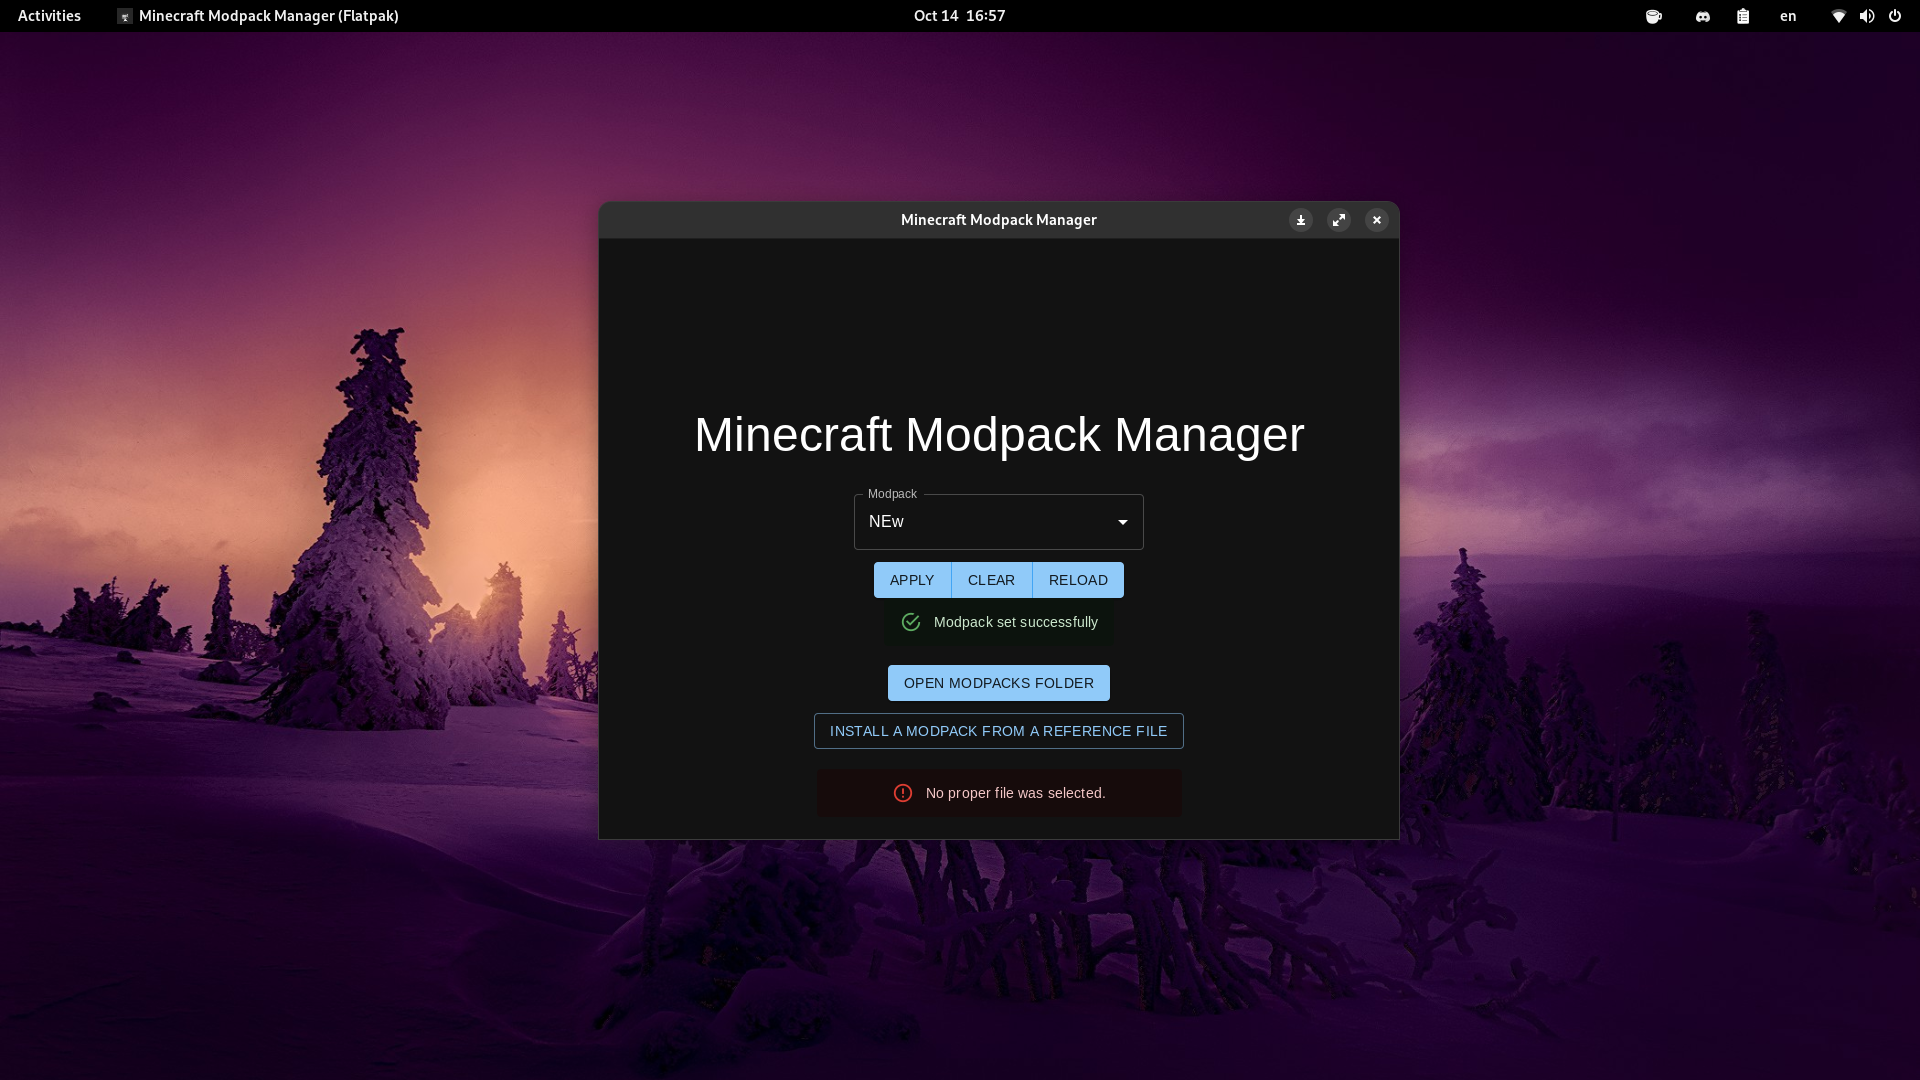 Activities
Minecraft Modpack Manager (Flatpak)
Oct 14 16:57
en
Minecraft Modpack Manager
Minecraft Modpack Manager
Modpack
NEw
APPLY
CLEAR
RELOAD
Modpack set successfully
OPEN MODPACKS FOLDER
INSTALL A MODPACK FROM A REFERENCE FILE
No proper file was selected.